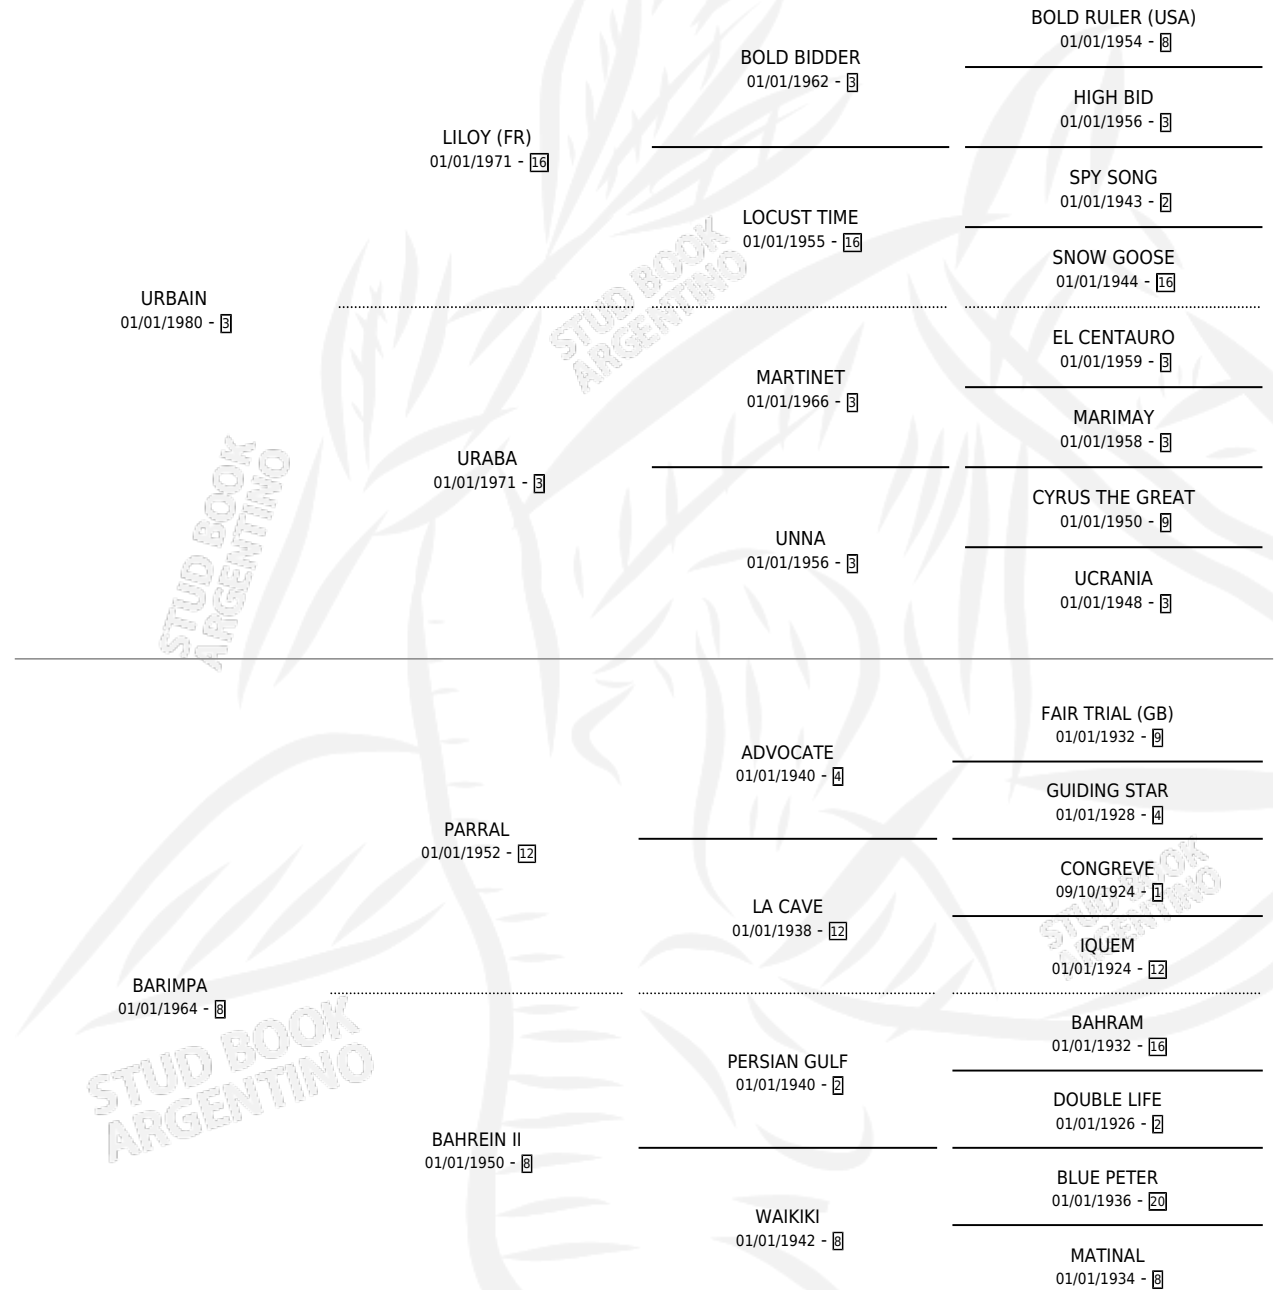 BOLD RULER (USA)
01/01/1954 - 8
BOLD BIDDER
01/01/1962 - 3
HIGH BID
01/01/1956 - 3
LILOY (FR)
01/01/1971 - 16
SPY SONG
01/01/1943 - 2
LOCUST TIME
01/01/1955 - 16
SNOW GOOSE
01/01/1944 - 16
URBAIN
01/01/1980 - 3
EL CENTAURO
01/01/1959 - 3
MARTINET
01/01/1966 - 3
MARIMAY
01/01/1958 - 3
URABA
01/01/1971 - 3
CYRUS THE GREAT
01/01/1950 - 9
UNNA
01/01/1956 - 3
UCRANIA
01/01/1948 - 3
STUD BOOK
ARGENTINO
STUD BOOK
ARGENTINO
FAIR TRIAL (GB)
01/01/1932 - 9
ADVOCATE
01/01/1940 - 4
GUIDING STAR
01/01/1928 - 4
PARRAL
01/01/1952 - 12
CONGREVE
09/10/1924 - 1
LA CAVE
01/01/1938 - 12
IQUEM
01/01/1924 - 12
BARIMPA
01/01/1964 - 8
BAHRAM
01/01/1932 - 16
PERSIAN GULF
01/01/1940 - 2
DOUBLE LIFE
01/01/1926 - 2
BAHREIN II
01/01/1950 - 8
BLUE PETER
01/01/1936 - 20
WAIKIKI
01/01/1942 - 8
MATINAL
01/01/1934 - 8
STUD BOOK
ARGENTINO
STUD BOOK
ARGENTINO